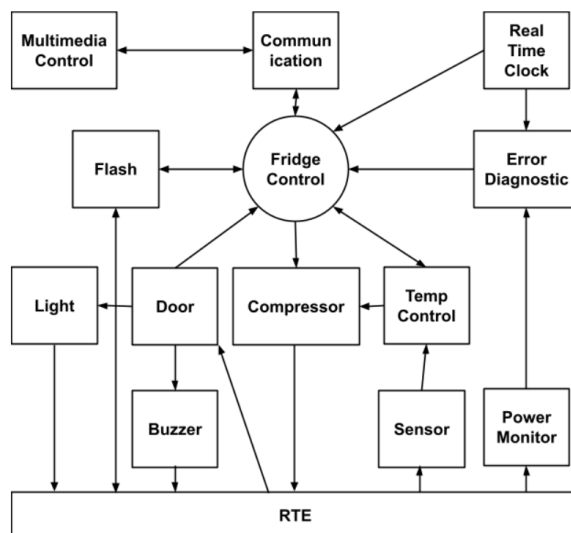 Multimedia
Control
Commun
ication
Real
Time
Clock
Flash
Fridge
Control
Error
Diagnostic
Light
Door
Compressor
Temp
Control
Buzzer
Sensor
Power
Monitor
RTE